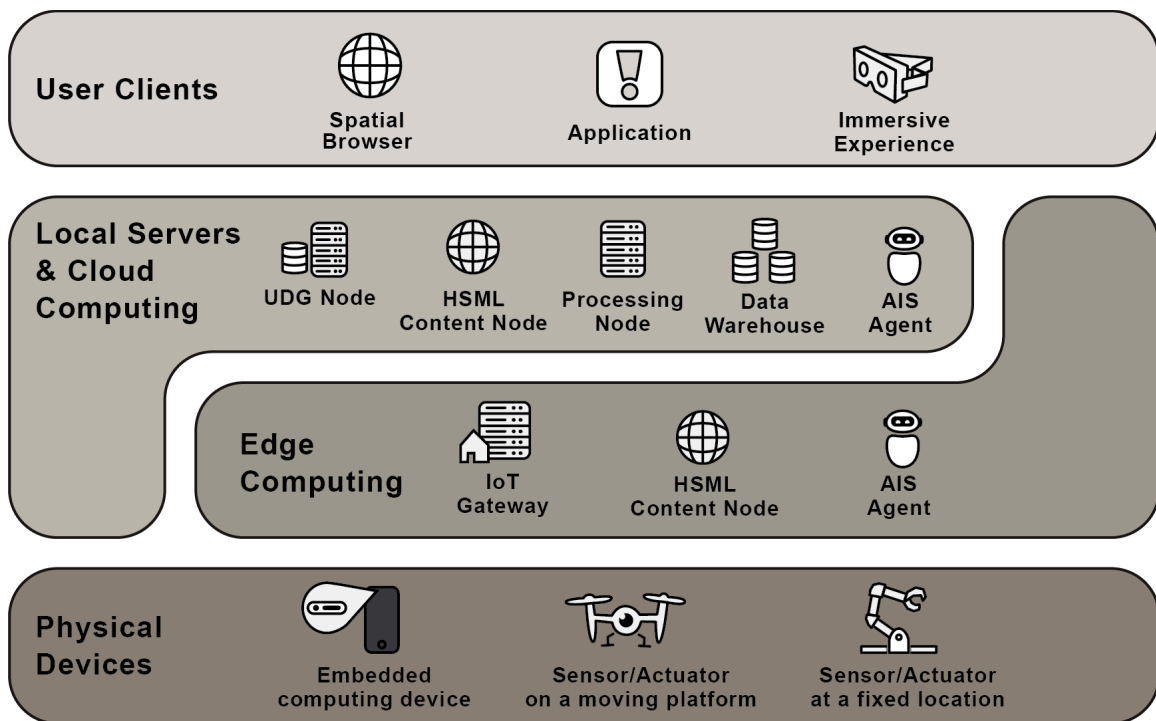 User Clients
Spatial
Browser
Application
Immersive
Experience
Local Servers
& Cloud
Computing
UDG Node
HSML
Content Node
Processing
Node
Data
Warehouse
AIS
Agent
Edge
Computing
IoT
Gateway
HSML
Content Node
AIS
Agent
Physical
Devices
Embedded
computing device
Sensor/Actuator
on a moving platform
Sensor/Actuator
at a fixed location